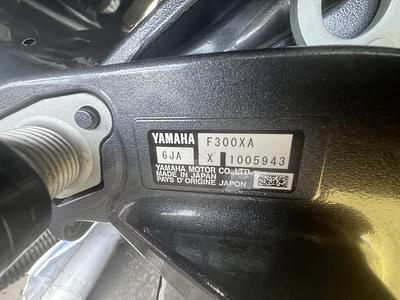 YAMAHA F300XA
6JA X 1005943
YAMAHA MOTOR CO.,LTD.
MADE IN JAPAN
PAYS D'ORIGINE JAPON